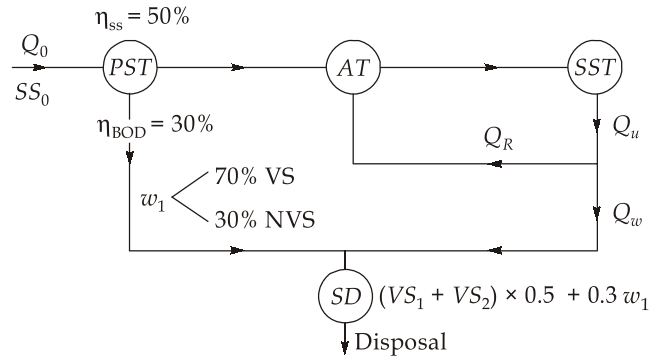 η_ss = 50%
Q_0
PST
AT
SST
SS_0
η_BOD = 30%
Q_u
Q_R
70% VS
w_1
30% NVS
Q_w
SD (VS_1 + VS_2) × 0.5 + 0.3 w_1
Disposal